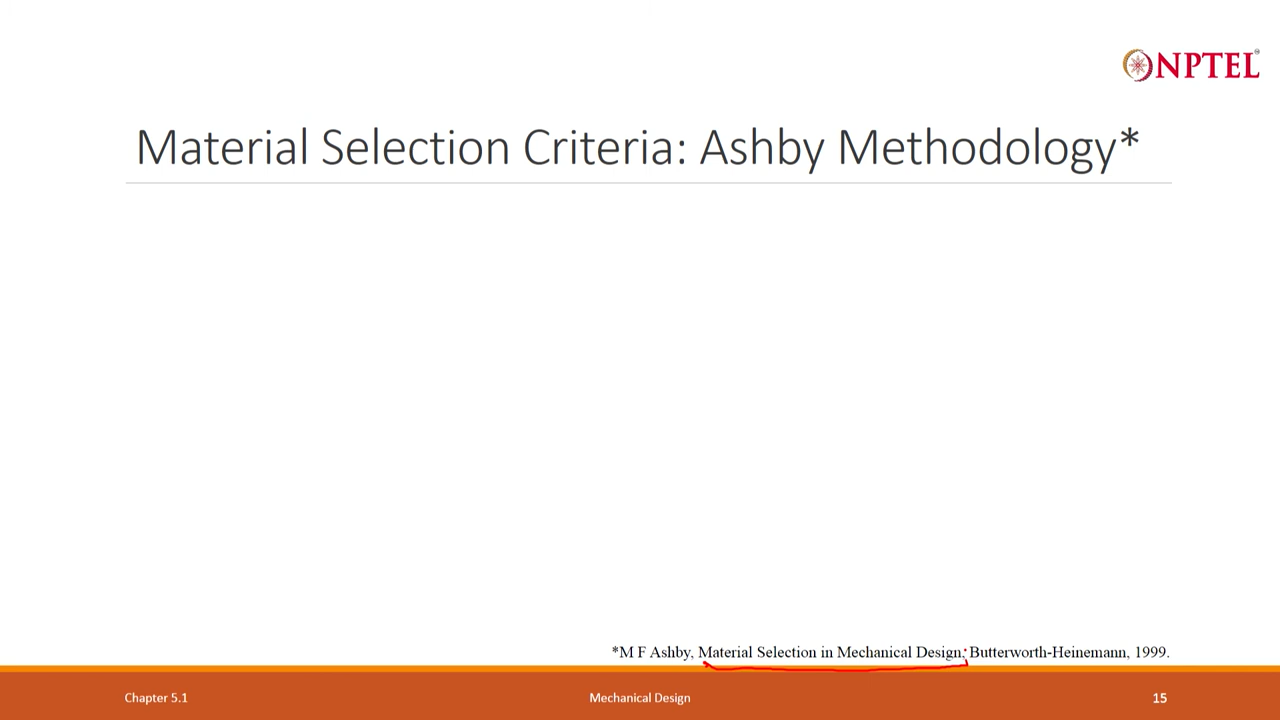 NPTEL
Material Selection Criteria: Ashby Methodology*
*M F Ashby, Material Selection in Mechanical Design, Butterworth-Heinemann, 1999.
Chapter 5.1
Mechanical Design
15